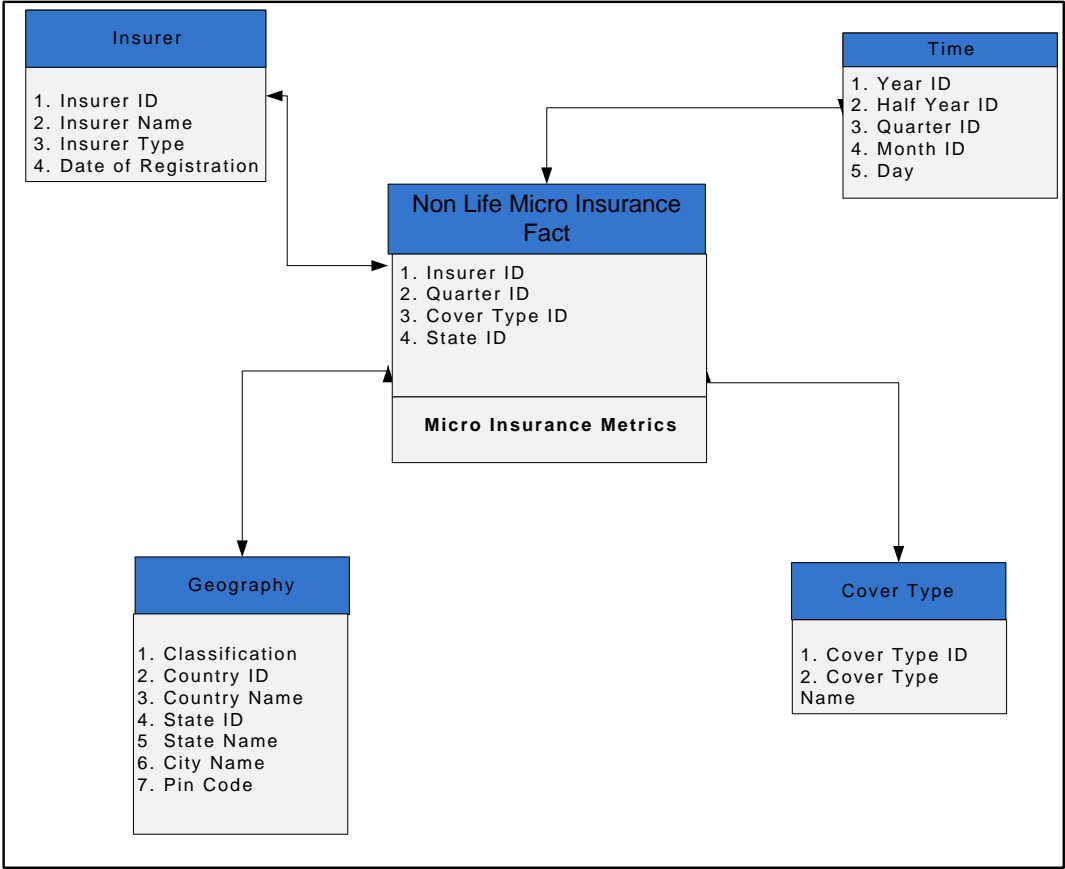 Insurer
1. Insurer ID
2. Insurer Name
3. Insurer Type
4. Date of Registration
Time
1. Year ID
2. Half Year ID
3. Quarter ID
4. Month ID
5. Day
Non Life Micro Insurance
Fact
1. Insurer ID
2. Quarter ID
3. Cover Type ID
4. State ID
Micro Insurance Metrics
Geography
1. Classification
2. Country ID
3. Country Name
4. State ID
5 State Name
6. City Name
7. Pin Code
Cover Type
1. Cover Type ID
2. Cover Type
Name